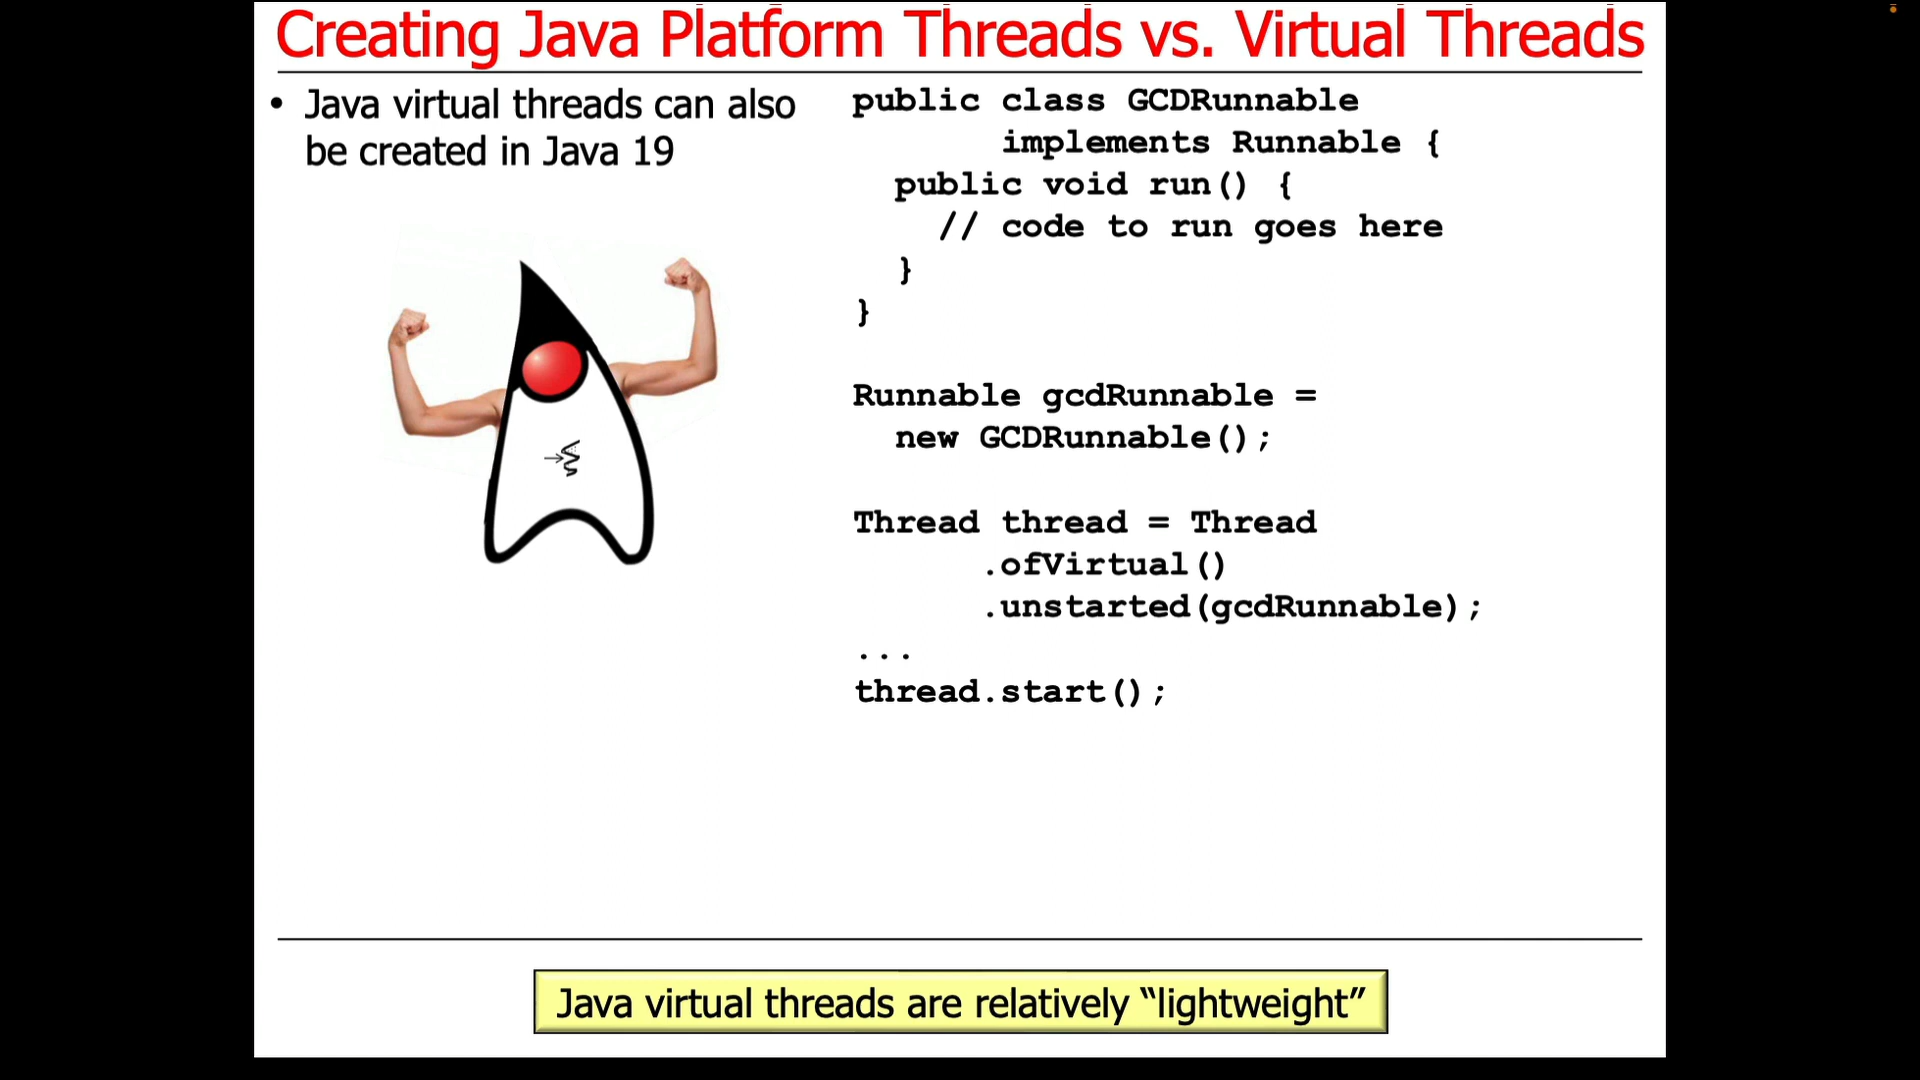 Creating Java Platform Threads vs. Virtual Threads
• Java virtual threads can also
be created in Java 19
public class GCDRunnable
implements Runnable {
public void run() {
// code to run goes here
}
}
Runnable gcdRunnable =
new GCDRunnable();
Thread thread = Thread
.ofVirtual()
.unstarted(gcdRunnable);
...
thread.start();
Java virtual threads are relatively “lightweight”